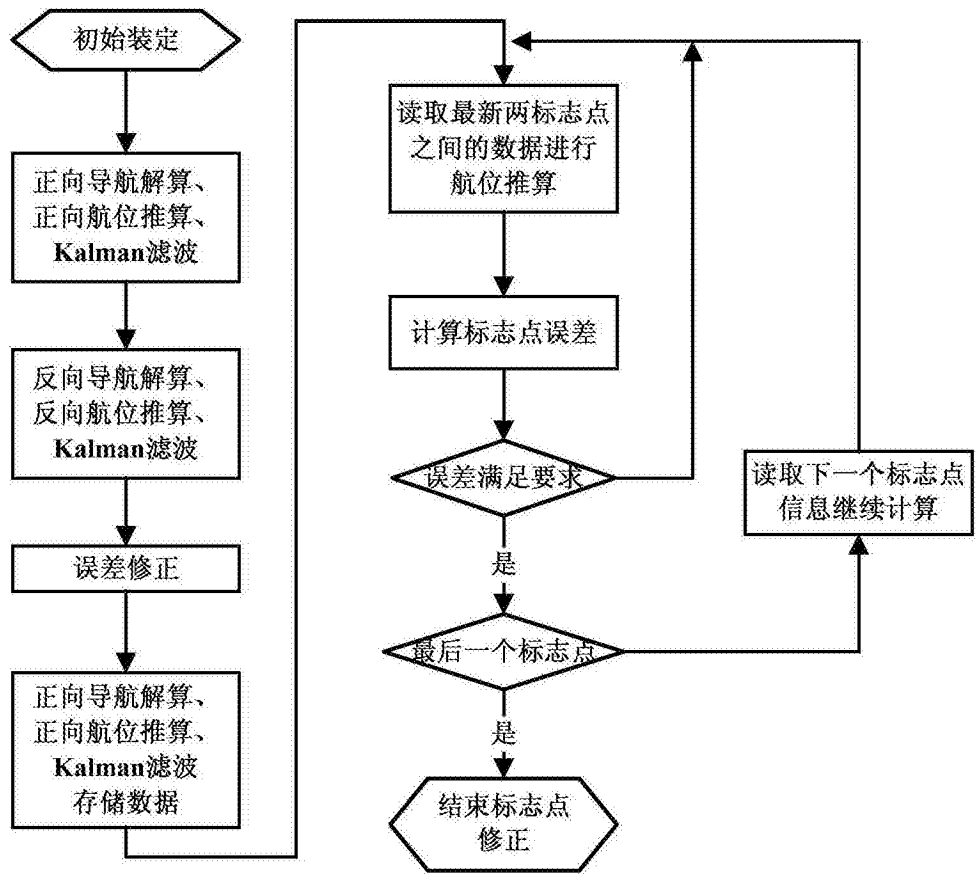 初始装定
正向导航解算、
正向航位推算、
Kalman滤波
反向导航解算、
反向航位推算、
Kalman滤波
误差修正
正向导航解算、
正向航位推算、
Kalman滤波
存储数据
读取最新两标志点
之间的数据进行
航位推算
计算标志点误差
误差满足要求
是
最后一个标志点
是
结束标志点
修正
读取下一个标志点
信息继续计算